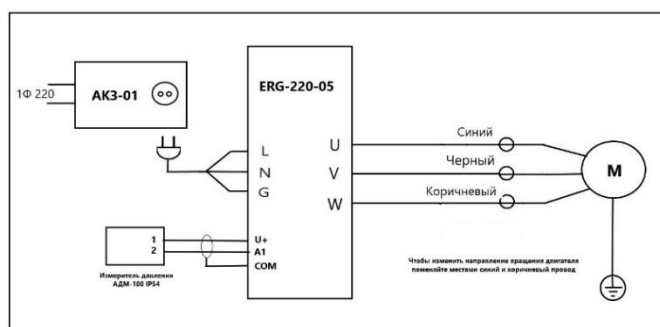 1Ф 220
АКЗ-01
ERG-220-05
L
N
G
U
V
W
Синий
Черный
Коричневый
М
1
2
U+
A1
COM
Измеритель давления
АДМ-100 IP54
Чтобы изменить направление вращения двигателя
поменяйте местами синий и коричневый провод